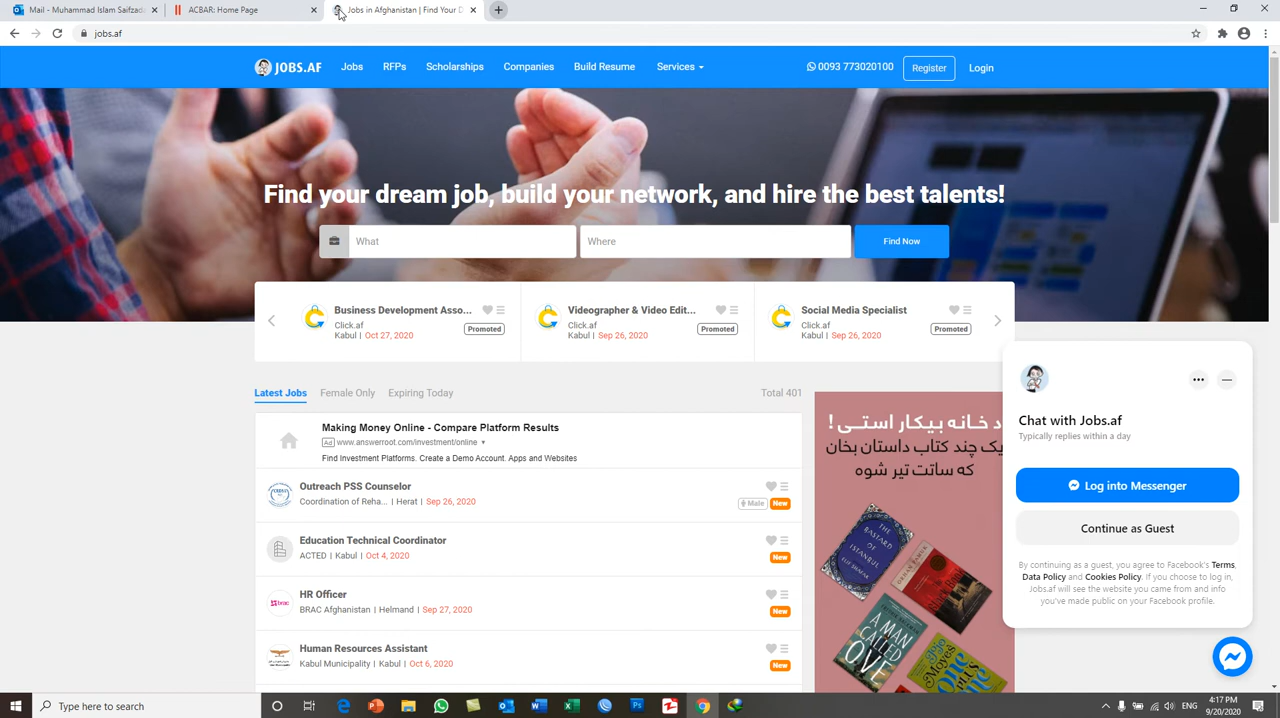 Mail - Muhammad Islam Saifzada
ACBAR: Home Page
Jobs in Afghanistan | Find Your D
jobs.af
JOBS.AF
Jobs
RFPs
Scholarships
Companies
Build Resume
Services
0093 773020100
Register
Login
Find your dream job, build your network, and hire the best talents!
What
Where
Find Now
Business Development Asso...
Click.af
Kabul | Oct 27, 2020
Promoted
Videographer & Video Edit...
Click.af
Kabul | Sep 26, 2020
Promoted
Social Media Specialist
Click.af
Kabul | Sep 26, 2020
Promoted
Latest Jobs
Female Only
Expiring Today
Total 401
Making Money Online - Compare Platform Results
Ad www.answerroot.com/investment/online
Find Investment Platforms. Create a Demo Account. Apps and Websites
Outreach PSS Counselor
Coordination of Reha... | Herat | Sep 26, 2020
Male
New
Education Technical Coordinator
ACTED | Kabul | Oct 4, 2020
New
HR Officer
BRAC Afghanistan | Helmand | Sep 27, 2020
New
brac
Human Resources Assistant
Kabul Municipality | Kabul | Oct 6, 2020
New
د خانه بیکار استی !
یک چند کتاب داستان بخان
که ساتت تیر شوه
THE BASTARD OF ISTANBUL
ELIF SHAFAK
A MAN CALLED OVE
Chat with Jobs.af
Typically replies within a day
Log into Messenger
Continue as Guest
By continuing as a guest, you agree to Facebook's Terms,
Data Policy and Cookies Policy. If you choose to log in,
Jobs.af will see the website you came from and info
you've made public on your Facebook profile.
Type here to search
4:17 PM
9/20/2020